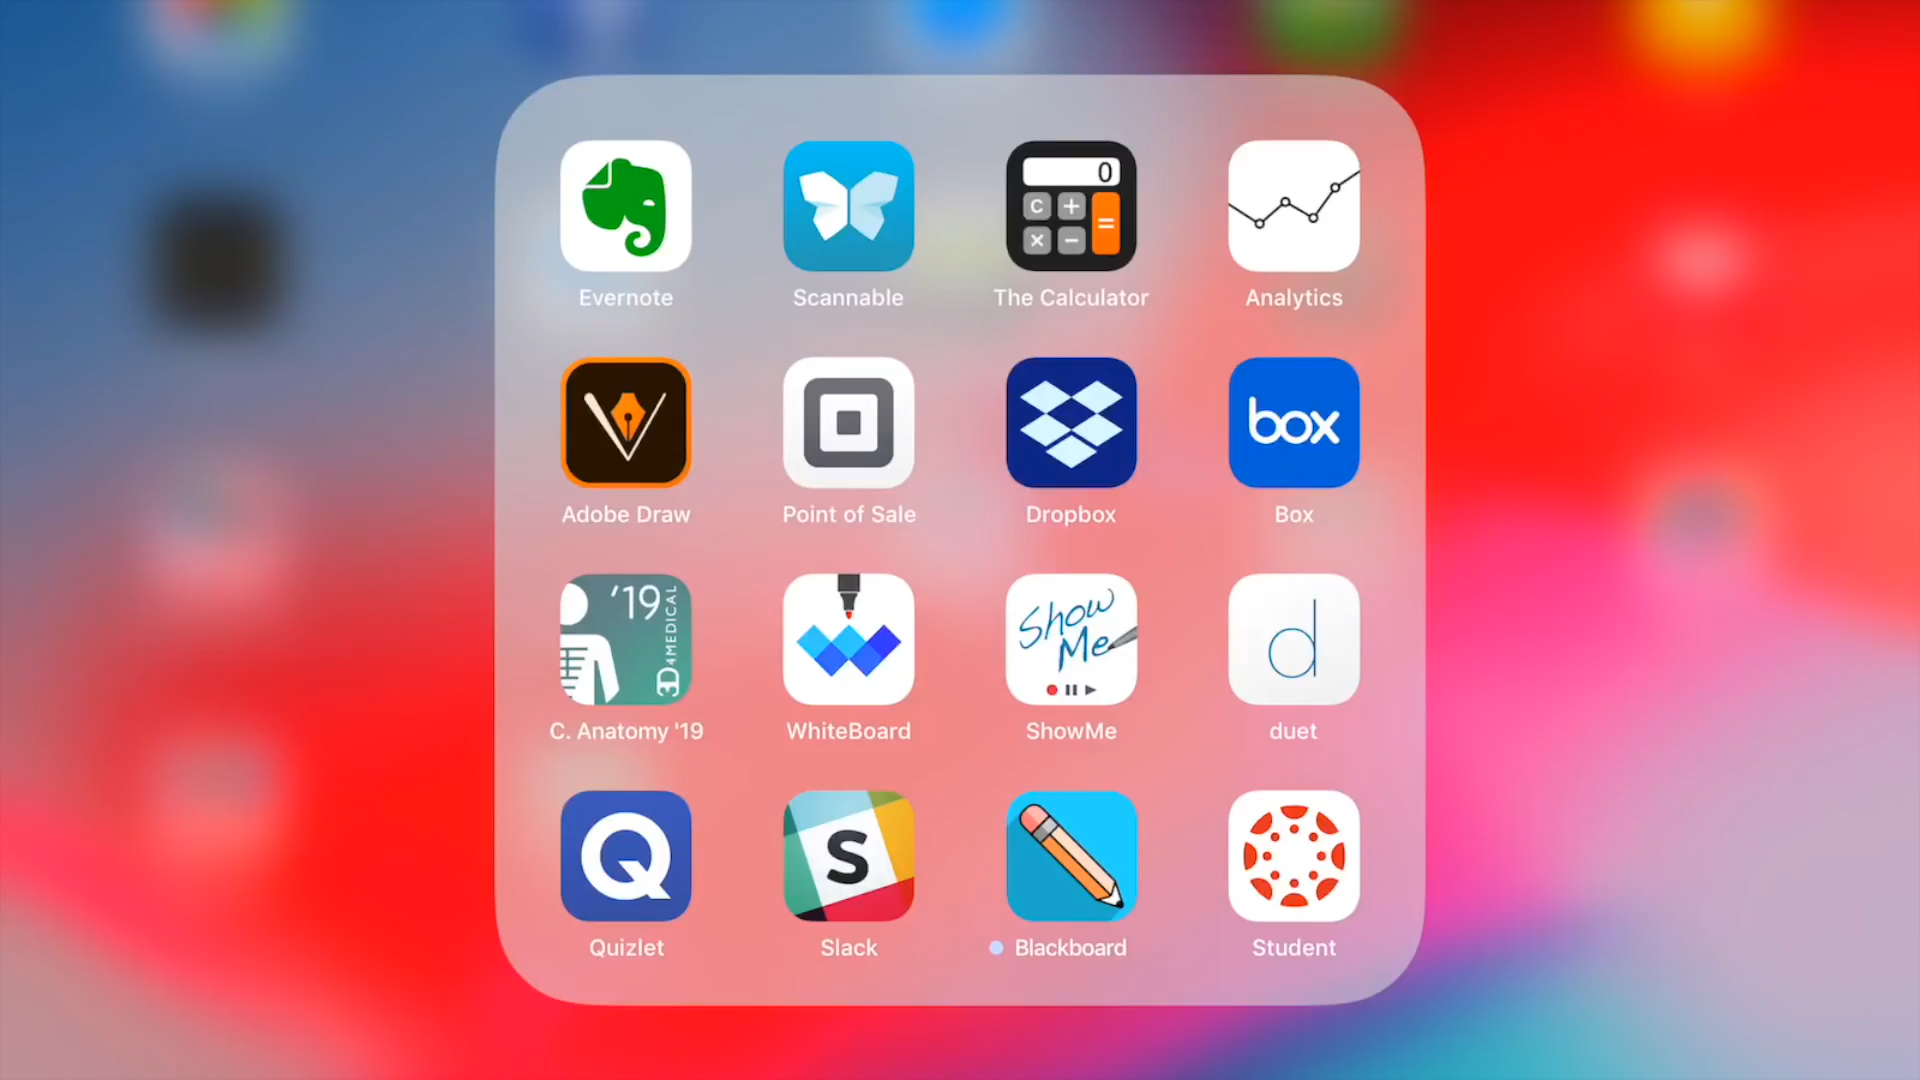 0
C + =
× −
Evernote Scannable The Calculator Analytics
box
Adobe Draw Point of Sale Dropbox Box
'19
3D4MEDICAL
Show
Me
d
C. Anatomy '19 WhiteBoard ShowMe duet
Q S
Quizlet Slack Blackboard Student